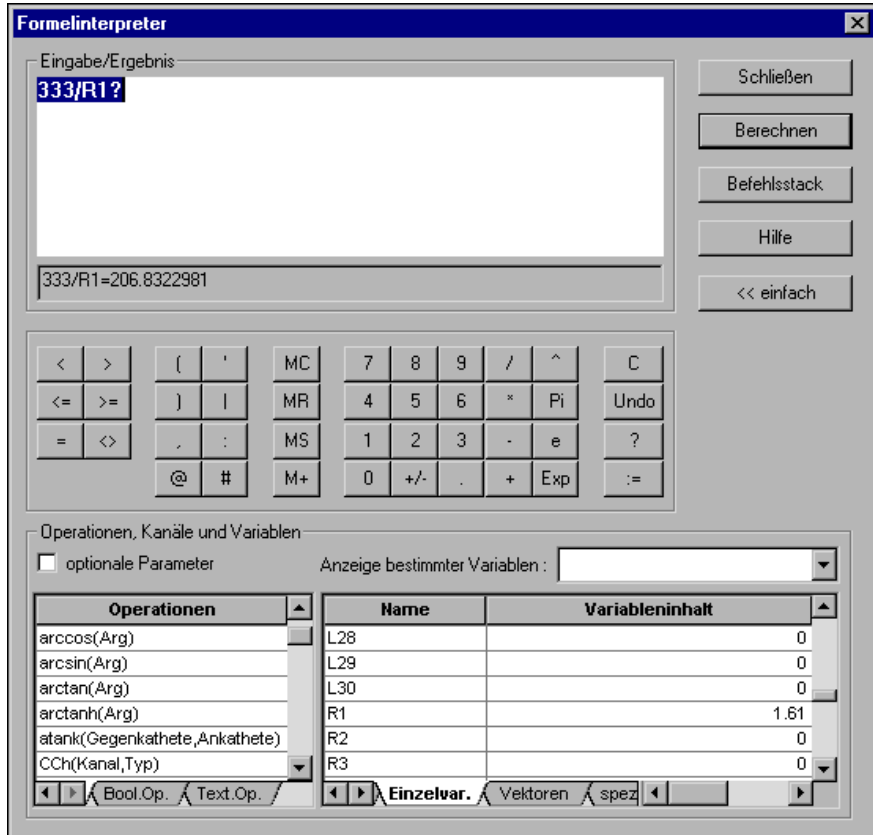 Formelinterpreter
Eingabe/Ergebnis
333/R1?
333/R1=206.8322981
Schließen
Berechnen
Befehlsstack
Hilfe
<< einfach
< > ( ' MC 7 8 9 / ^ C
<= >= ) | MR 4 5 6 * Pi Undo
= <> , : MS 1 2 3 - e ?
@ # M+ 0 +/- . + Exp :=
Operationen, Kanäle und Variablen
optionale Parameter
Anzeige bestimmter Variablen :
Operationen
arccos(Arg)
arcsin(Arg)
arctan(Arg)
arctanh(Arg)
atank(Gegenkathete,Ankathete)
CCh(Kanal,Typ)
Bool.Op. Text.Op.
Name Variableninhalt
L28 0
L29 0
L30 0
R1 1.61
R2 0
R3 0
Einzelvar. Vektoren spez